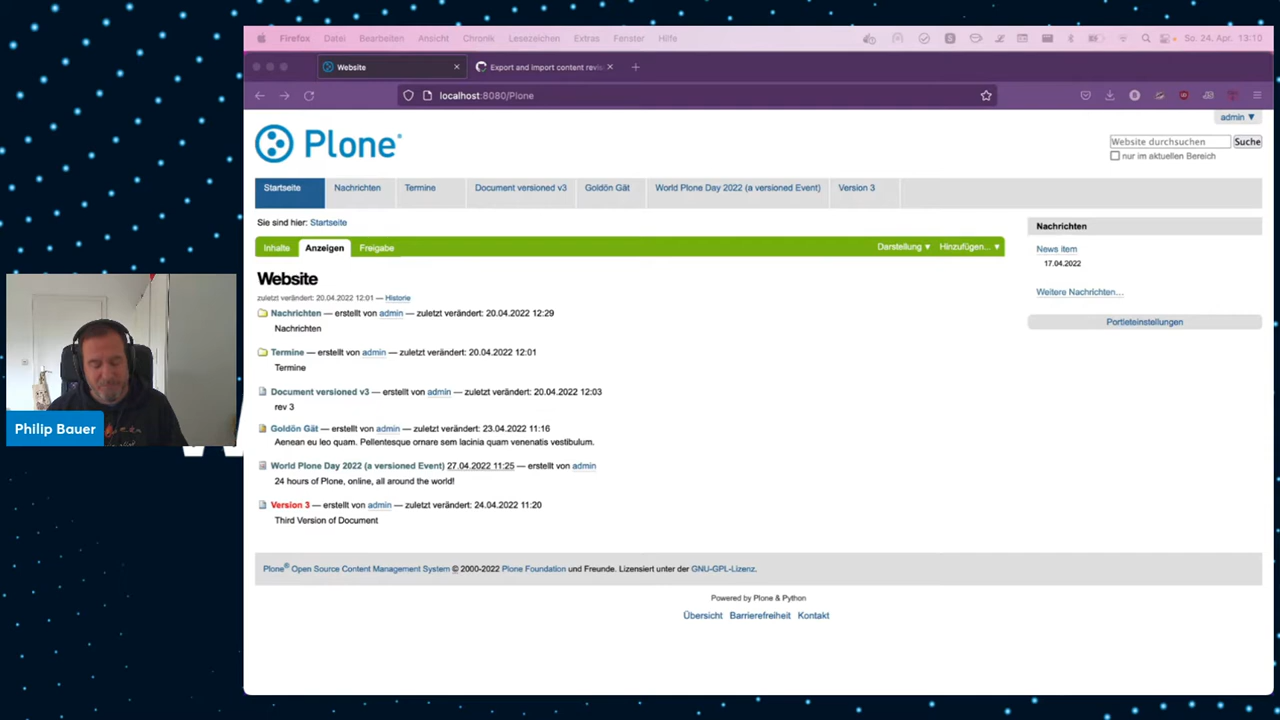 Firefox Datei Bearbeiten Ansicht Chronik Lesezeichen Extras Fenster Hilfe So. 24. Apr. 13:10
Website Export and Import content revis
localhost:8080/Plone
admin
Plone
Website durchsuchen Suche
nur im aktuellen Bereich
Startseite Nachrichten Termine Document versioned v3 Goldön Gät World Plone Day 2022 (a versioned Event) Version 3
Sie sind hier: Startseite
Inhalte Anzeigen Freigabe Darstellung Hinzufügen...
Website
zuletzt verändert: 20.04.2022 12:01 — Historie
Nachrichten — erstellt von admin — zuletzt verändert: 20.04.2022 12:29
Nachrichten
Termine — erstellt von admin — zuletzt verändert: 20.04.2022 12:01
Termine
Document versioned v3 — erstellt von admin — zuletzt verändert: 20.04.2022 12:03
rev 3
Goldön Gät — erstellt von admin — zuletzt verändert: 23.04.2022 11:16
Aenean eu leo quam. Pellentesque ornare sem lacinia quam venenatis vestibulum.
World Plone Day 2022 (a versioned Event) 27.04.2022 11:25 — erstellt von admin
24 hours of Plone, online, all around the world!
Version 3 — erstellt von admin — zuletzt verändert: 24.04.2022 11:20
Third Version of Document
Nachrichten
News item
17.04.2022
Weitere Nachrichten...
Portleteinstellungen
Plone® Open Source Content Management System © 2000-2022 Plone Foundation und Freunde. Lizensiert unter der GNU-GPL-Lizenz.
Powered by Plone & Python
Übersicht Barrierefreiheit Kontakt
Philip Bauer